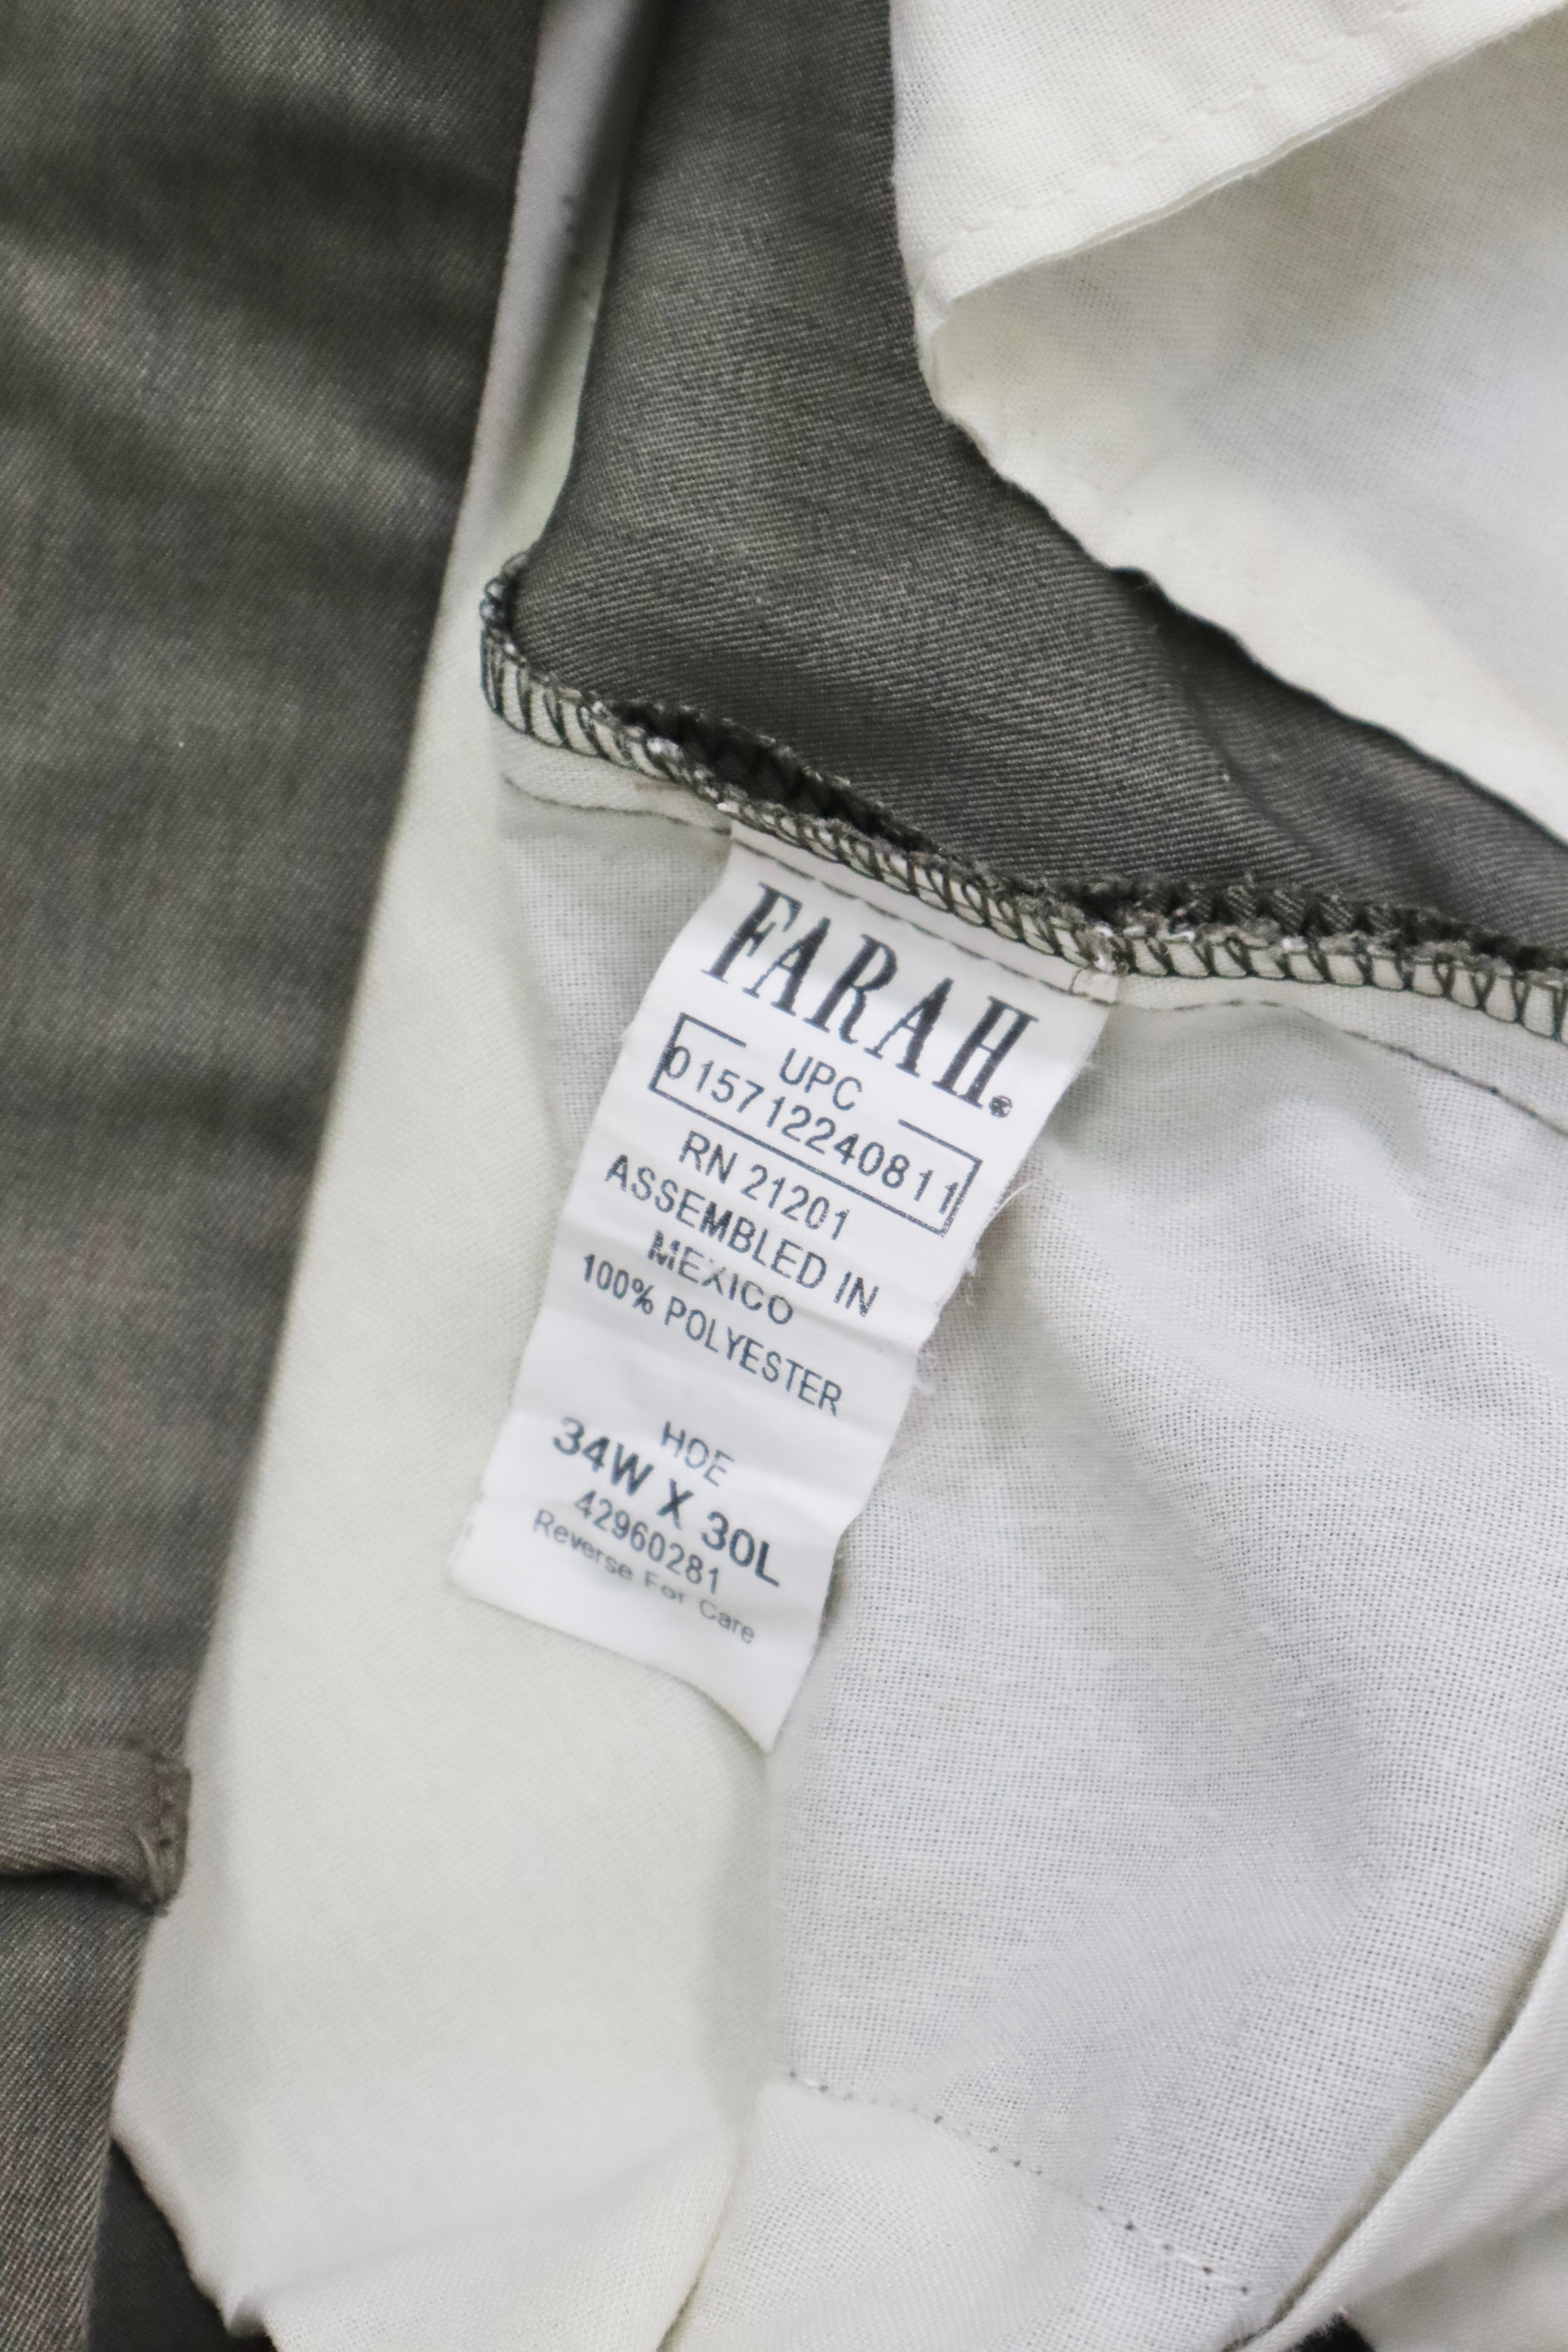 FARAH®
UPC
015712240811
RN 21201
ASSEMBLED IN
MEXICO
100% POLYESTER
HOE
34W X 30L
42960281
Reverse For Care